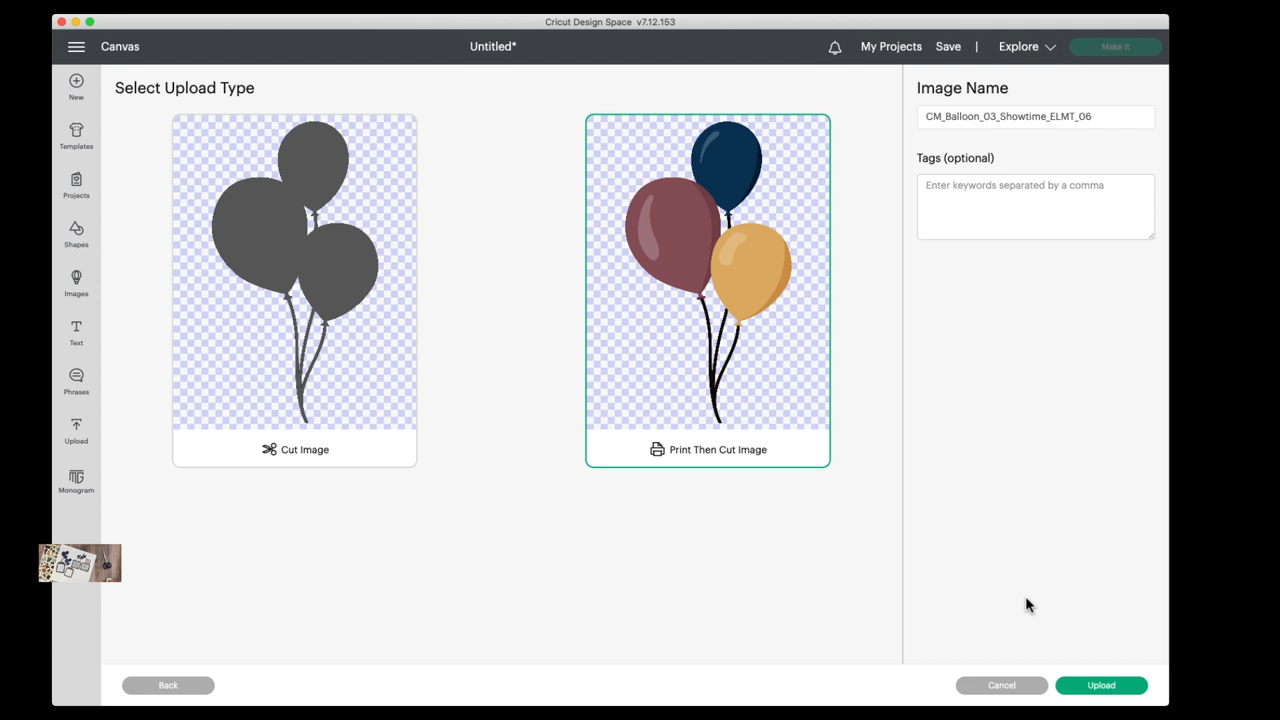 Cricut Design Space v7.12.153
Canvas
Untitled*
My Projects
Save
|
Explore
Make It
New
Templates
Projects
Shapes
Images
Text
Phrases
Upload
Monogram
Select Upload Type
Cut Image
Print Then Cut Image
Image Name
CM_Balloon_03_Showtime_ELMT_06
Tags (optional)
Enter keywords separated by a comma
Back
Cancel
Upload